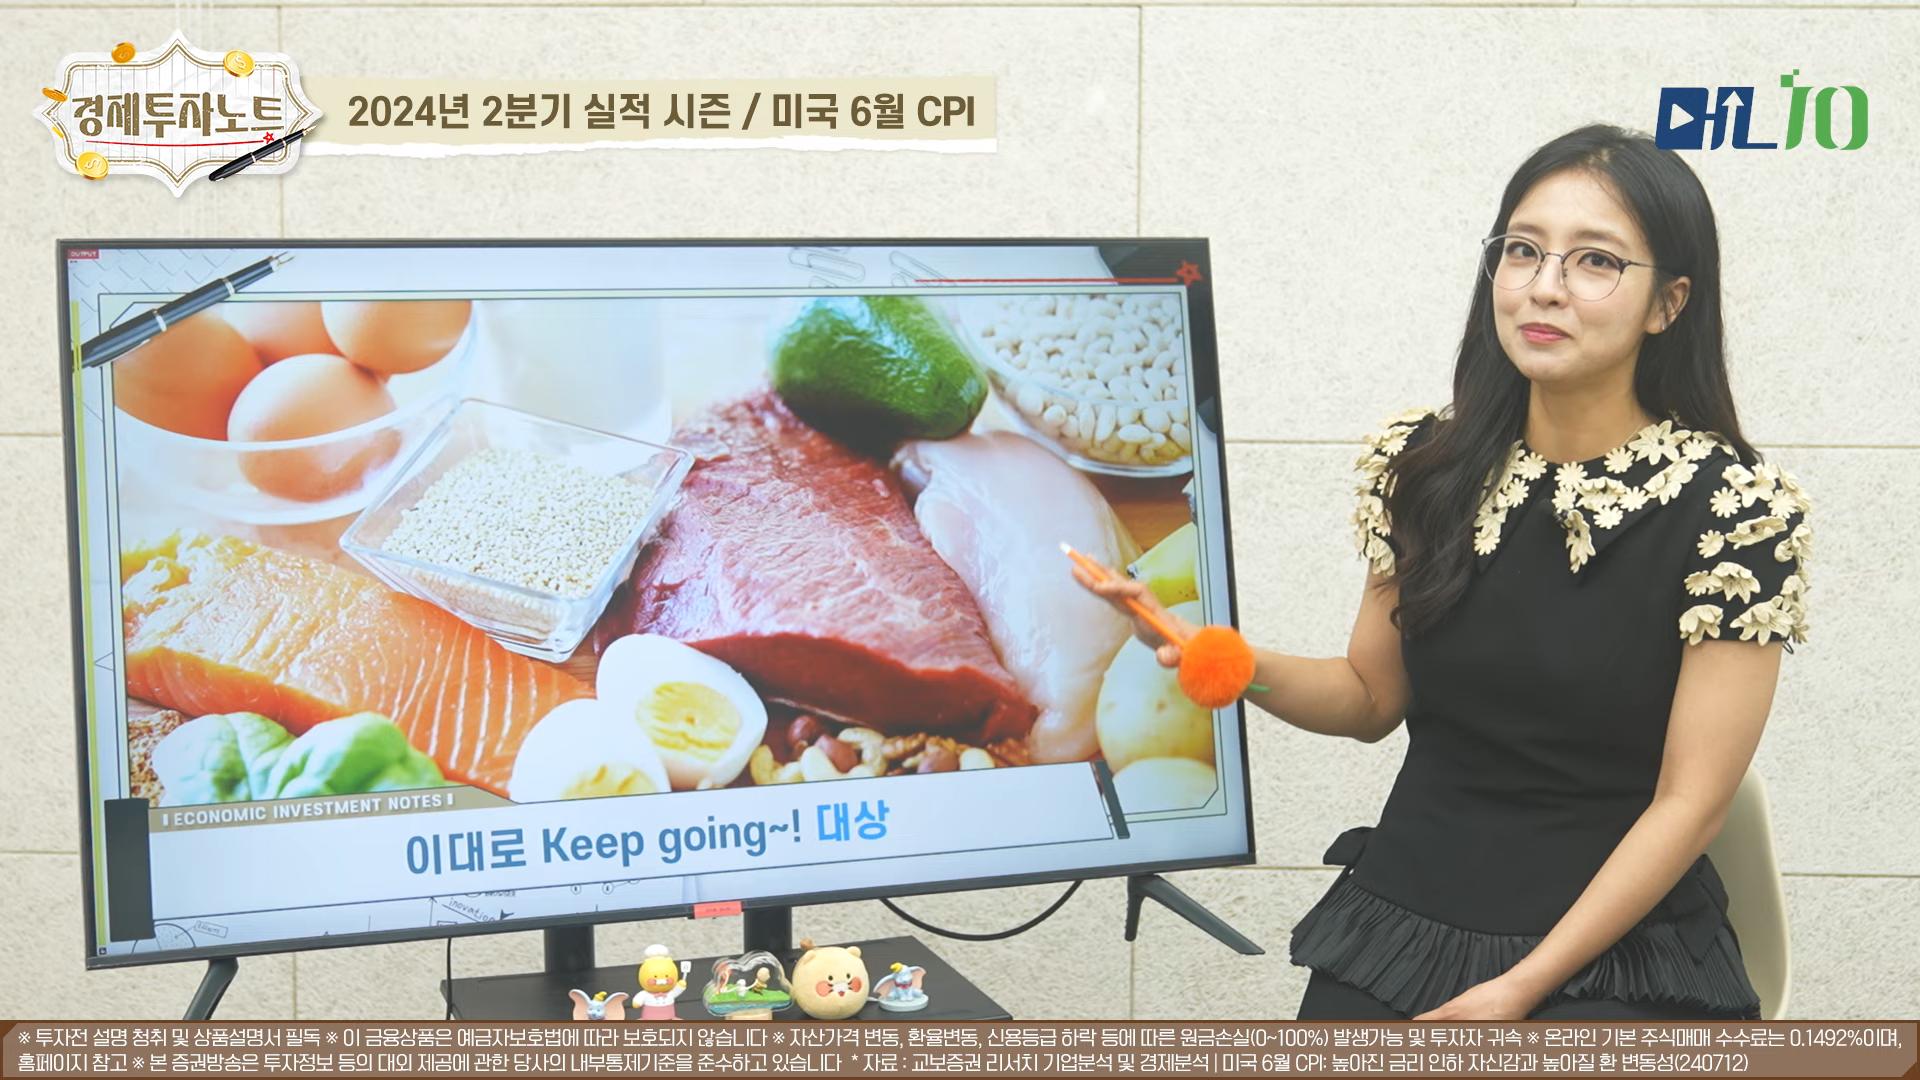 경제투자노트
2024년 2분기 실적 시즌 / 미국 6월 CPI
머니10
OUTPUT
ECONOMIC INVESTMENT NOTES
이대로 Keep going~! 대상
inovation
※ 투자전 설명 청취 및 상품설명서 필독 ※ 이 금융상품은 예금자보호법에 따라 보호되지 않습니다 ※ 자산가격 변동, 환율변동, 신용등급 하락 등에 따른 원금손실(0~100%) 발생가능 및 투자자 귀속 ※ 온라인 기본 주식매매 수수료는 0.1492%이며,
홈페이지 참고 ※ 본 증권방송은 투자정보 등의 대외 제공에 관한 당사의 내부통제기준을 준수하고 있습니다 * 자료 : 교보증권 리서치 기업분석 및 경제분석 | 미국 6월 CPI: 높아진 금리 인하 자신감과 높아질 환 변동성(240712)